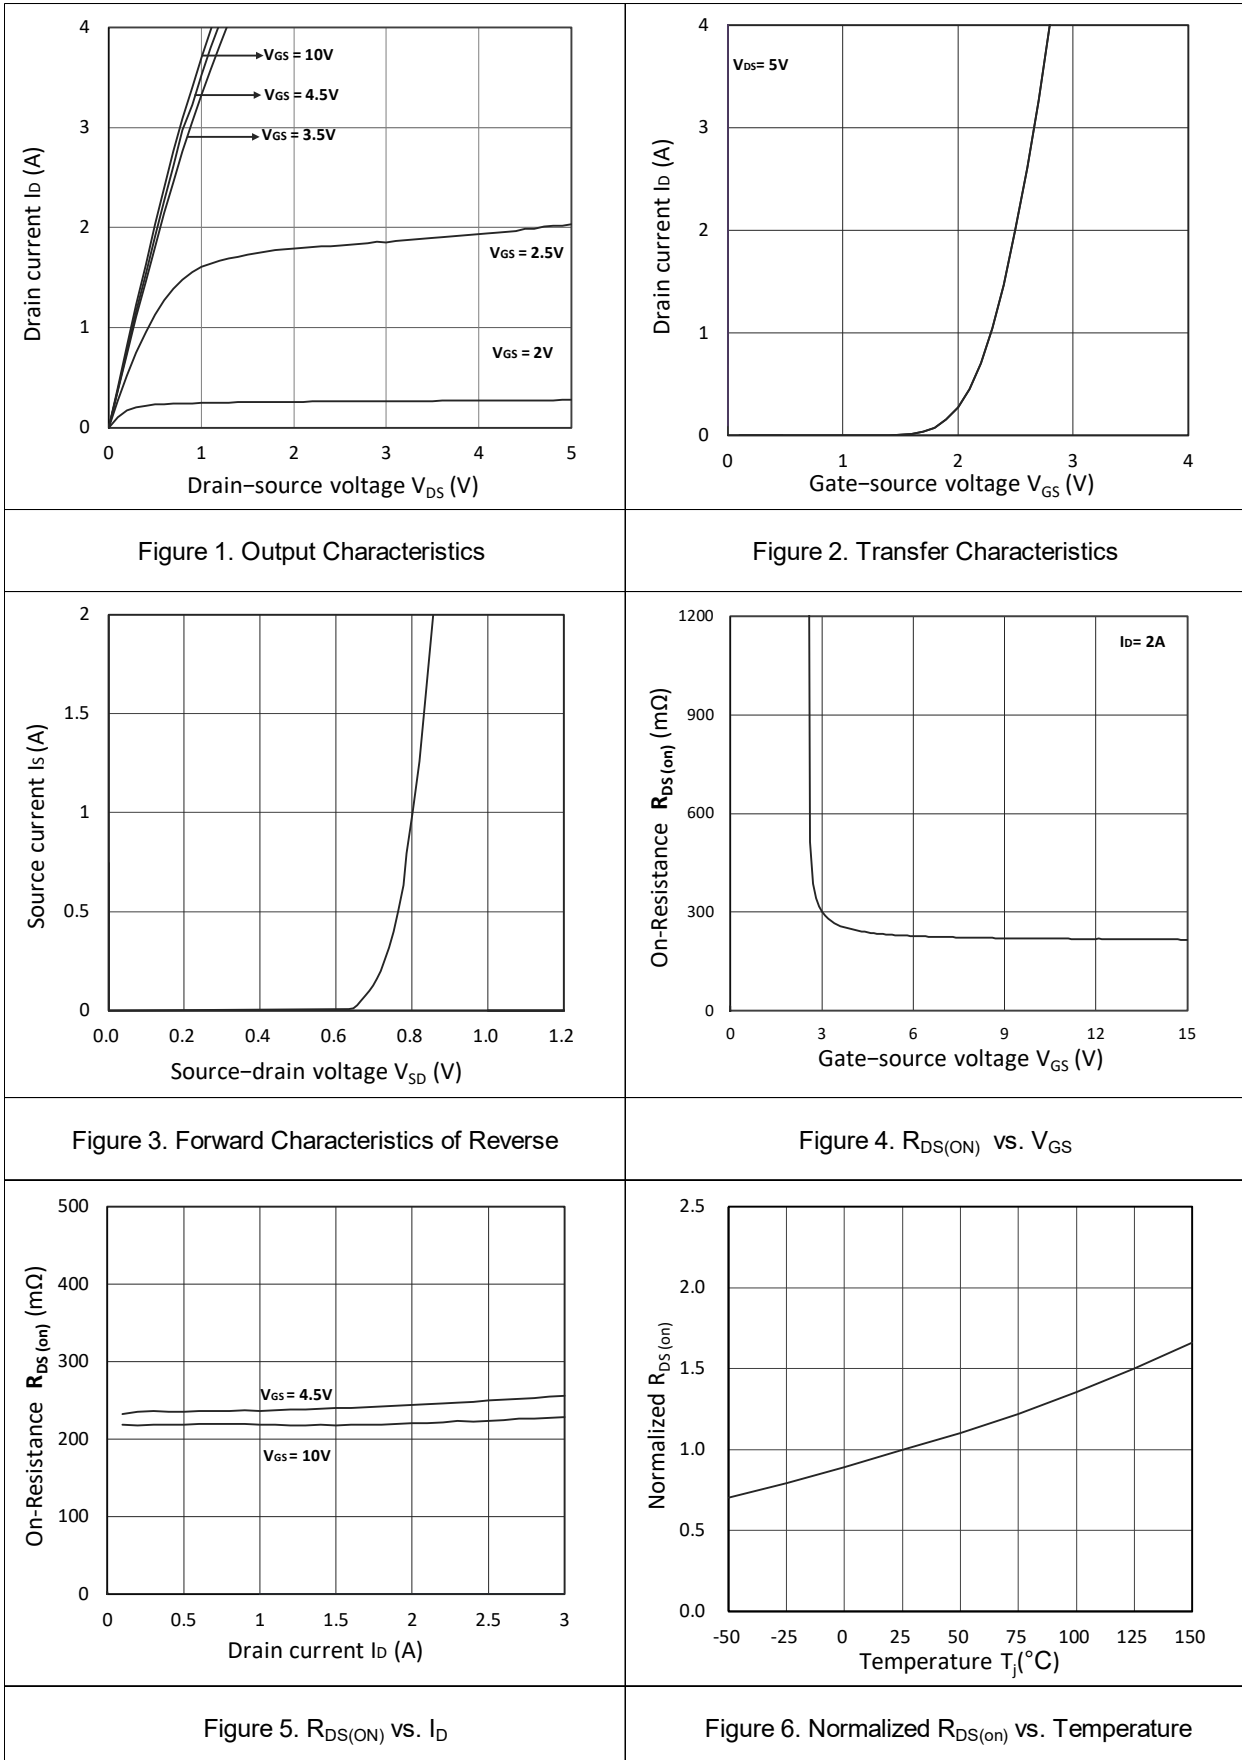 4
3
2
1
0
Drain current ID (A)
VGS = 10V
VGS = 4.5V
VGS = 3.5V
VGS = 2.5V
VGS = 2V
0 1 2 3 4 5
Drain−source voltage VDS (V)
Figure 1. Output Characteristics
4
3
2
1
0
Drain current ID (A)
VDS= 5V
0 1 2 3 4
Gate−source voltage VGS (V)
Figure 2. Transfer Characteristics
2
1.5
1
0.5
0
Source current IS (A)
0.0 0.2 0.4 0.6 0.8 1.0 1.2
Source−drain voltage VSD (V)
Figure 3. Forward Characteristics of Reverse
1200
900
600
300
0
On-Resistance RDS(on) (mΩ)
ID= 2A
0 3 6 9 12 15
Gate−source voltage VGS (V)
Figure 4. RDS(ON) vs. VGS
500
400
300
200
100
0
On-Resistance RDS(on) (mΩ)
VGS = 4.5V
VGS = 10V
0 0.5 1 1.5 2 2.5 3
Drain current ID (A)
Figure 5. RDS(ON) vs. ID
2.5
2.0
1.5
1.0
0.5
0.0
Normalized RDS(on)
-50 -25 0 25 50 75 100 125 150
Temperature Tj(°C)
Figure 6. Normalized RDS(on) vs. Temperature